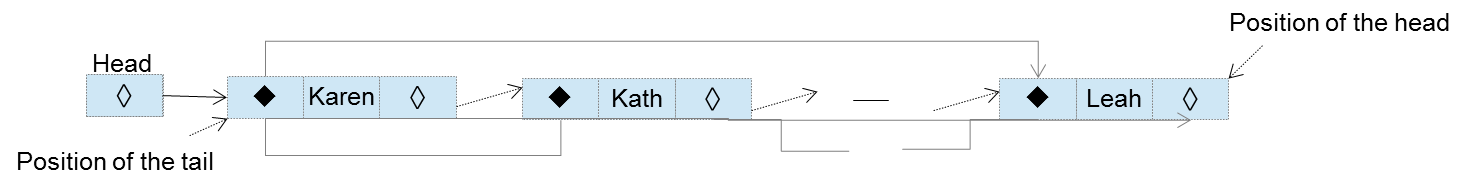 Position of the head
Head
Karen
Kath
Leah
Position of the tail